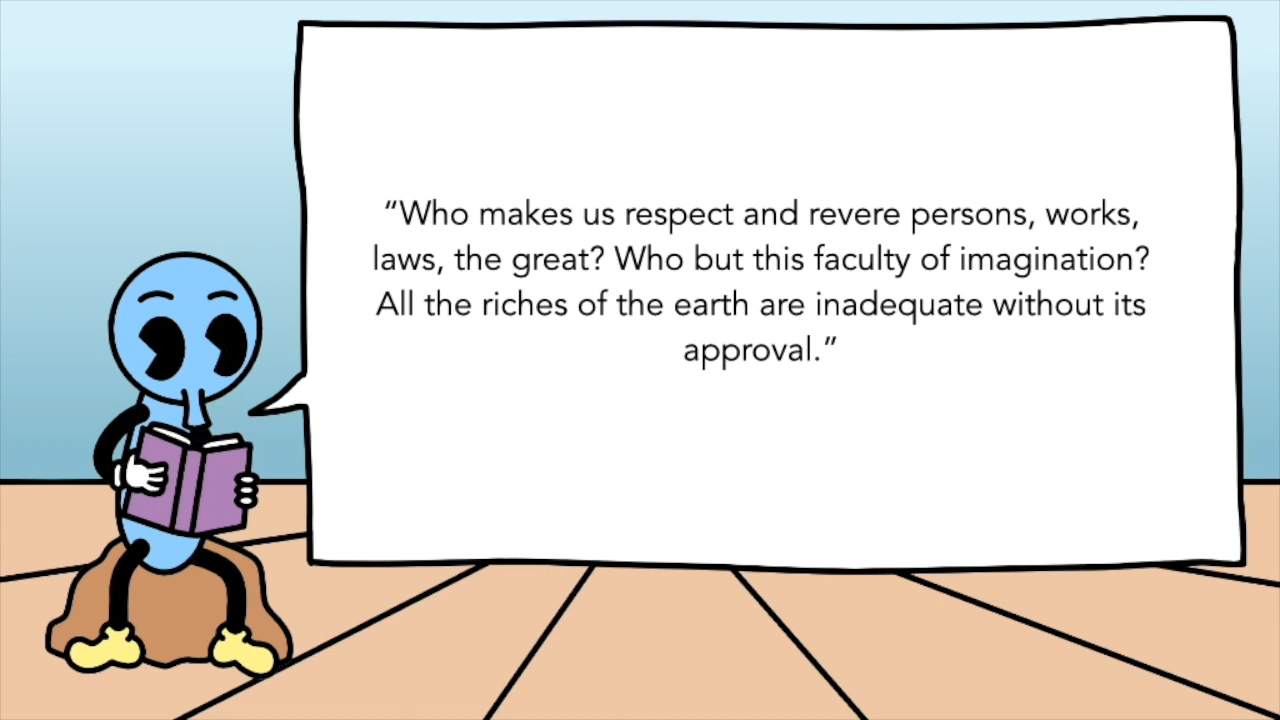 “Who makes us respect and revere persons, works,
laws, the great? Who but this faculty of imagination?
All the riches of the earth are inadequate without its
approval.”